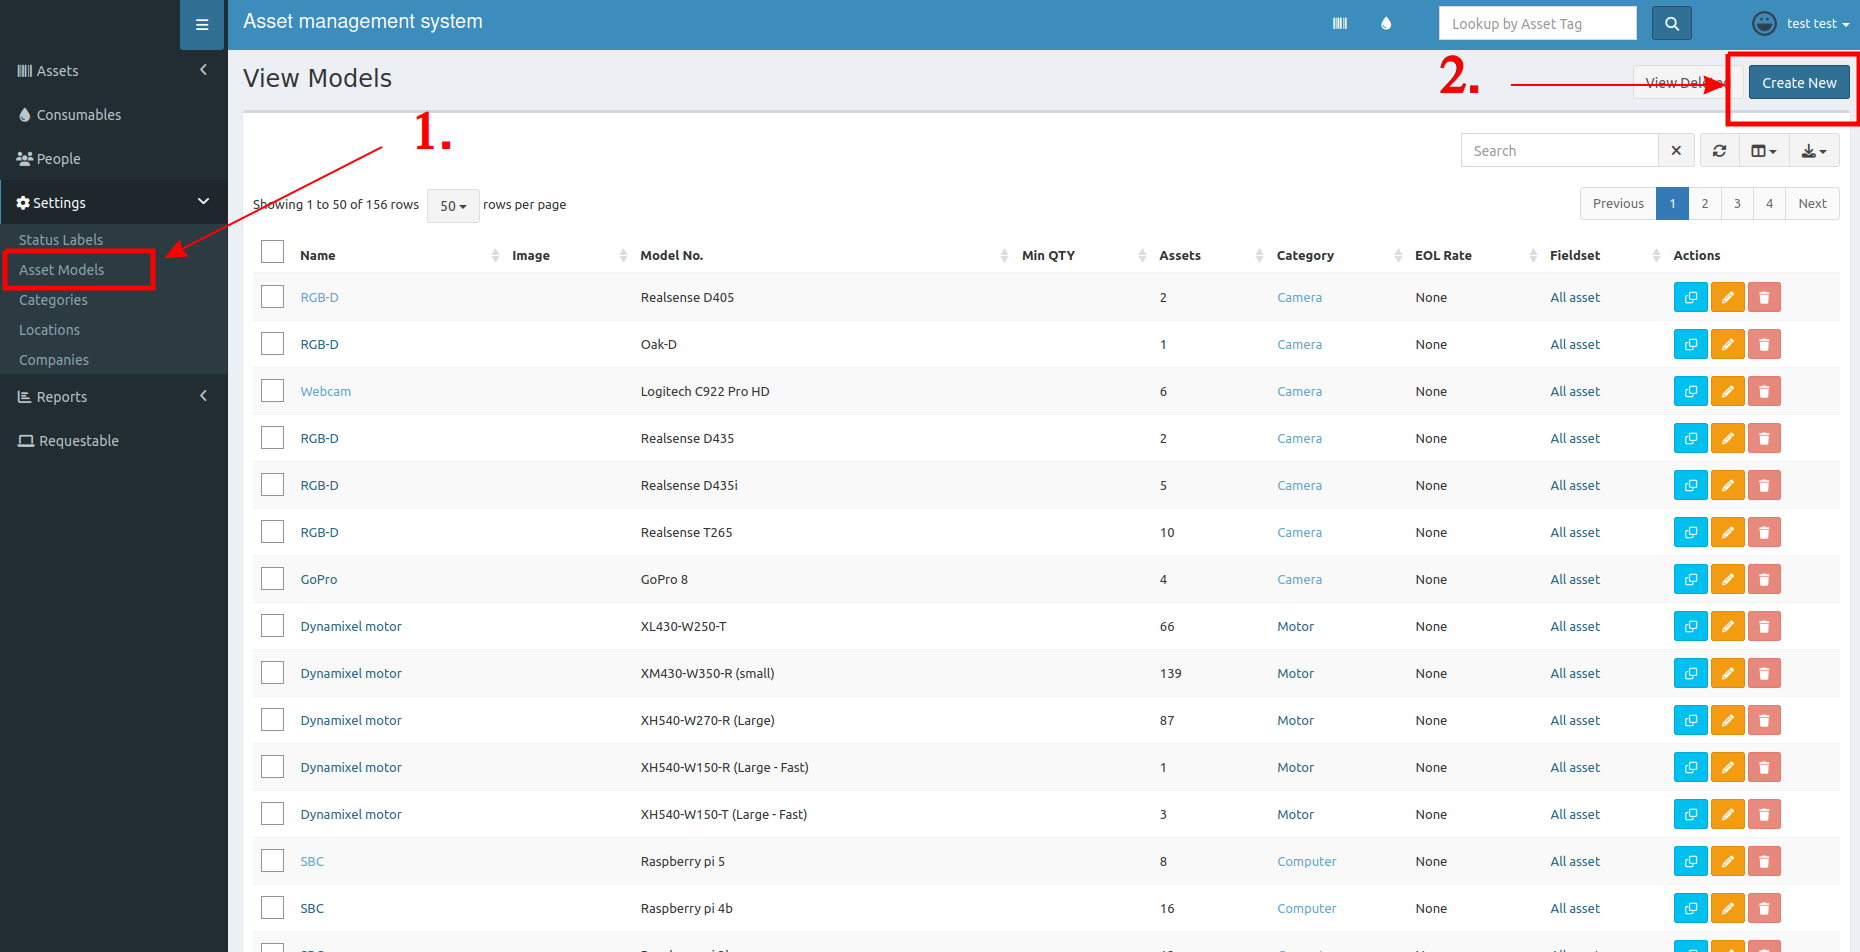 Asset management system
Lookup by Asset Tag
test test
Assets
Consumables
People
Settings
Status Labels
Asset Models
Categories
Locations
Companies
Reports
Requestable
1.
2.
View Models
Create New
Search
Showing 1 to 50 of 156 rows 50 rows per page
Previous 1 2 3 4 Next
Name Image Model No. Min QTY Assets Category EOL Rate Fieldset Actions
RGB-D Realsense D405 2 Camera None All asset
RGB-D Oak-D 1 Camera None All asset
Webcam Logitech C922 Pro HD 6 Camera None All asset
RGB-D Realsense D435 2 Camera None All asset
RGB-D Realsense D435i 5 Camera None All asset
RGB-D Realsense T265 10 Camera None All asset
GoPro GoPro 8 4 Camera None All asset
Dynamixel motor XL430-W250-T 66 Motor None All asset
Dynamixel motor XM430-W350-R (small) 139 Motor None All asset
Dynamixel motor XH540-W270-R (Large) 87 Motor None All asset
Dynamixel motor XH540-W150-R (Large - Fast) 1 Motor None All asset
Dynamixel motor XH540-W150-T (Large - Fast) 3 Motor None All asset
SBC Raspberry pi 5 8 Computer None All asset
SBC Raspberry pi 4b 16 Computer None All asset